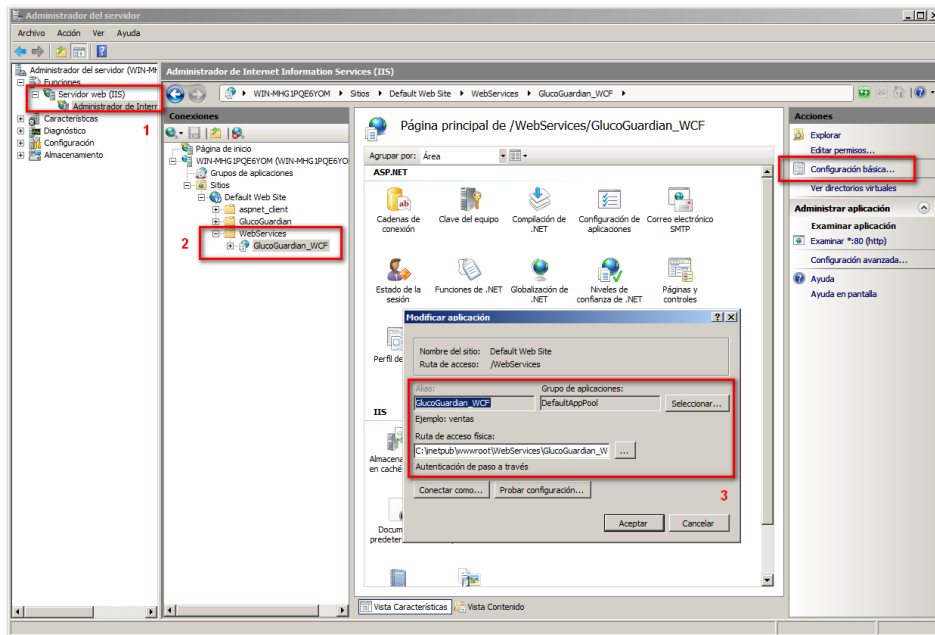 Administrador del servidor
Archivo Acción Ver Ayuda
Administrador del servidor (WIN-MH
Funciones
Servidor web (IIS)
Administrador de Interr
Características
Diagnóstico
Configuración
Almacenamiento
1
Administrador de Internet Information Services (IIS)
WIN-MHG1PQE6YOM Sitios Default Web Site WebServices GlucoGuardian_WCF
Conexiones
Página de inicio
WIN-MHG1PQE6YOM (WIN-MHG1PQE6YO
Grupos de aplicaciones
Sitios
Default Web Site
aspnet_client
GlucoGuardian
WebServices
GlucoGuardian_WCF
2
Página principal de /WebServices/GlucoGuardian_WCF
Agrupar por: Área
ASP.NET
Cadenas de conexión
Clave del equipo
Compilación de .NET
Configuración de aplicaciones
Correo electrónico SMTP
Estado de la sesión
Funciones de .NET
Globalización de .NET
Niveles de confianza de .NET
Páginas y controles
Perfil de
IIS
Almacena
en caché
Docum
predeter
Modificar aplicación
Nombre del sitio: Default Web Site
Ruta de acceso: /WebServices
Alias: Grupo de aplicaciones:
GlucoGuardian_WCF DefaultAppPool Seleccionar...
Ejemplo: ventas
Ruta de acceso física:
C:\inetpub\wwwroot\WebServices\GlucoGuardian_W ...
Autenticación de paso a través
Conectar como... Probar configuración...
3
Aceptar Cancelar
Vista Características Vista Contenido
Acciones
Explorar
Editar permisos...
Configuración básica...
Ver directorios virtuales
Administrar aplicación
Examinar aplicación
Examinar *:80 (http)
Configuración avanzada...
Ayuda
Ayuda en pantalla